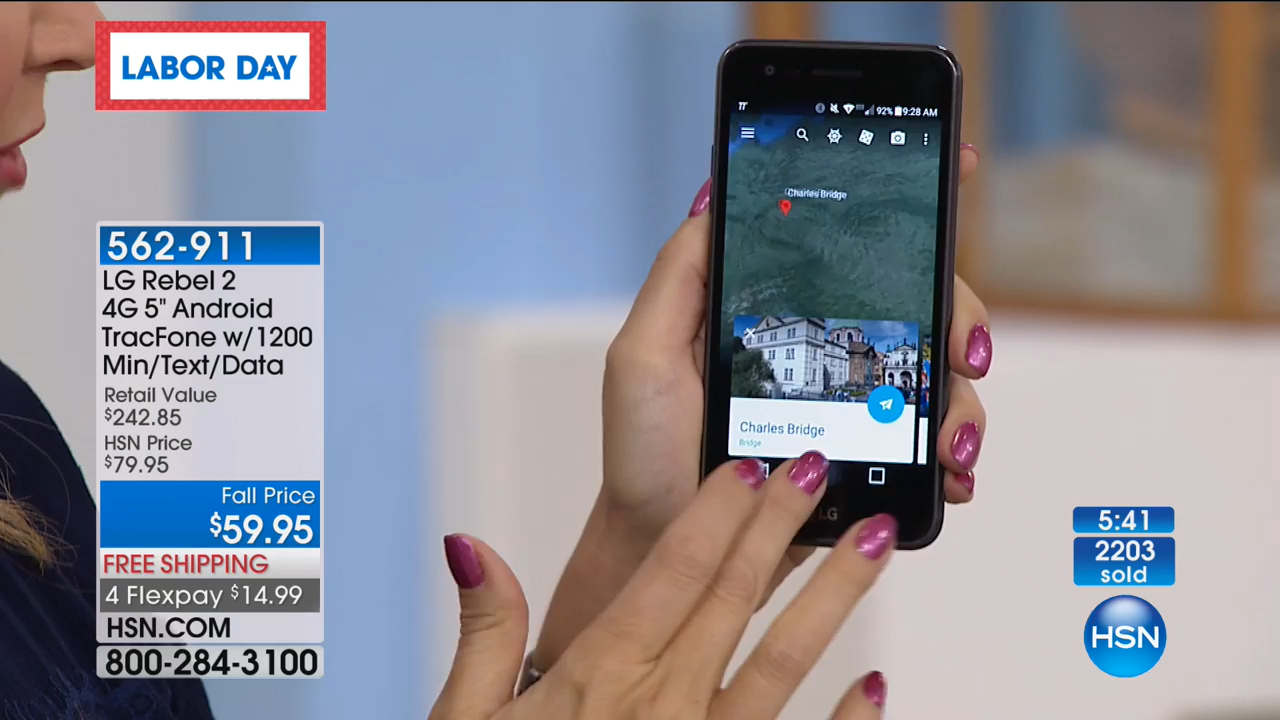 LABOR DAY
562-911
LG Rebel 2
4G 5" Android
TracFone w/1200
Min/Text/Data
Retail Value
$242.85
HSN Price
$79.95
Fall Price
$59.95
FREE SHIPPING
4 Flexpay $14.99
HSN.COM
800-284-3100
92% 9:28 AM
Charles Bridge
Charles Bridge
Bridge
LG
5:41
2203
sold
HSN